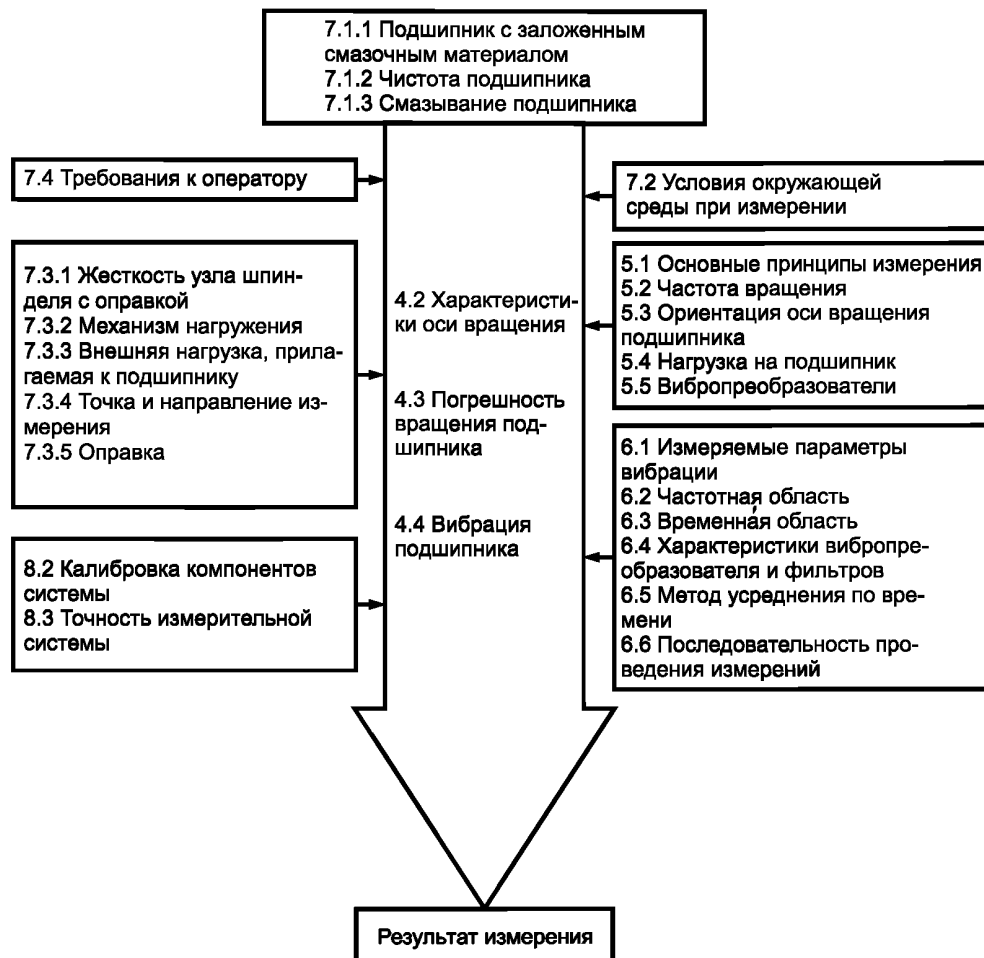 7.1.1 Подшипник с заложенным
смазочным материалом
7.1.2 Чистота подшипника
7.1.3 Смазывание подшипника
7.4 Требования к оператору
7.2 Условия окружающей
среды при измерении
7.3.1 Жесткость узла шпин-
деля с оправкой
7.3.2 Механизм нагружения
7.3.3 Внешняя нагрузка, прила-
гаемая к подшипнику
7.3.4 Точка и направление из-
мерения
7.3.5 Оправка
4.2 Характеристи-
ки оси вращения
4.3 Погрешность
вращения под-
шипника
4.4 Вибрация
подшипника
5.1 Основные принципы измерения
5.2 Частота вращения
5.3 Ориентация оси вращения
подшипника
5.4 Нагрузка на подшипник
5.5 Вибропреобразователи
6.1 Измеряемые параметры
вибрации
6.2 Частотная область
6.3 Временна́я область
6.4 Характеристики вибропре-
образователя и фильтров
6.5 Метод усреднения по вре-
мени
6.6 Последовательность про-
ведения измерений
8.2 Калибровка компонентов
системы
8.3 Точность измерительной
системы
Результат измерения